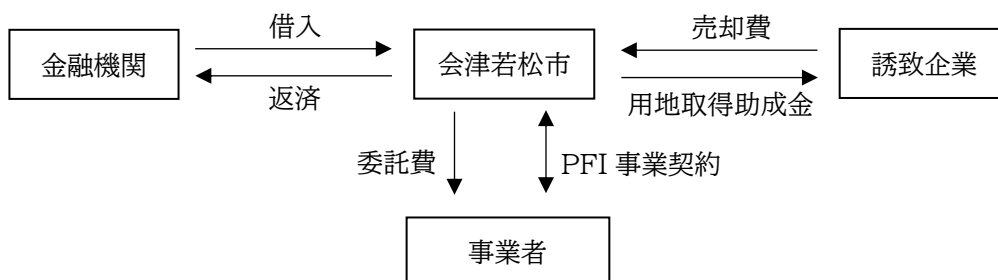 借入
売却費
金融機関
会津若松市
誘致企業
返済
用地取得助成金
委託費
PFI 事業契約
事業者